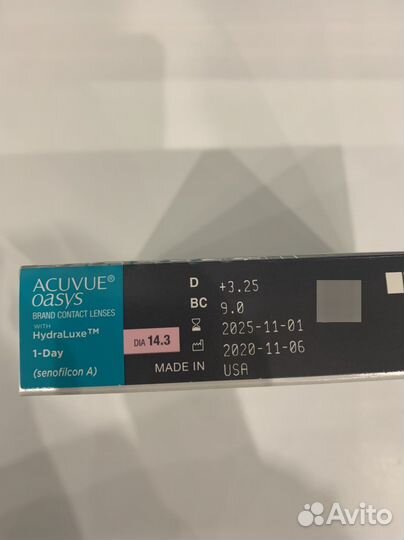 ACUVUE®
OASYS
BRAND CONTACT LENSES
WITH
HydraLuxe™
1-Day
(senofilcon A)
DIA 14.3
D +3.25
BC 9.0
2025-11-01
2020-11-06
MADE IN USA
Avito